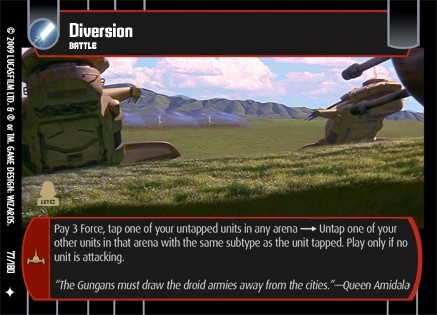 Diversion
BATTLE
© 2009 LUCASFILM LTD. & ® or TM. GAME DESIGN: WIZARDS.
77/180
Pay 3 Force, tap one of your untapped units in any arena → Untap one of your
other units in that arena with the same subtype as the unit tapped. Play only if no
unit is attacking.
"The Gungans must draw the droid armies away from the cities."—Queen Amidala